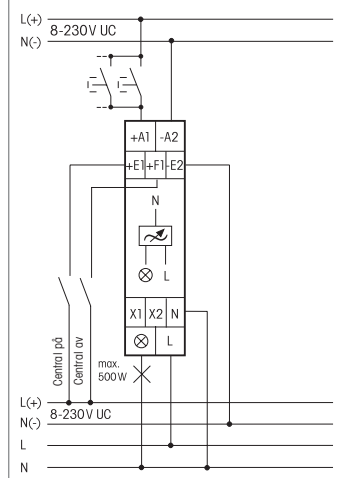 L(+)
8-230V UC
N(-)
+A1 -A2
+E1 +F1 -E2
N
L
X1 X2 N
L
Central på
Central av
max.
500W
L(+)
8-230V UC
N(-)
L
N